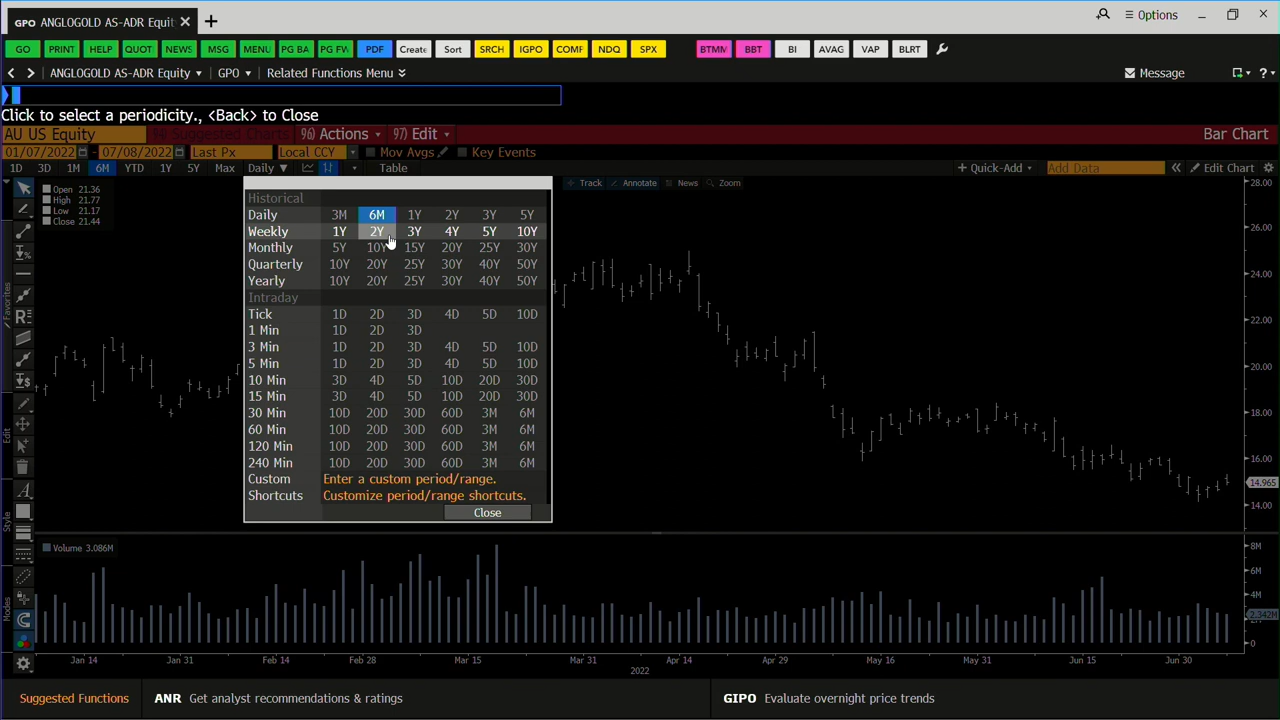 GPO ANGLOGOLD AS-ADR Equit
Options
GO PRINT HELP QUOT NEWS MSG MENU PG BA PG FW PDF Create Sort SRCH IGPO COMF NDQ SPX BTMM BBT BI AVAG VAP BLRT
ANGLOGOLD AS-ADR Equity GPO Related Functions Menu Message
Click to select a periodicity., <Back> to Close
AU US Equity 94) Suggested Charts 96) Actions 97) Edit Bar Chart
01/07/2022 - 07/08/2022 Last Px Local CCY Mov Avgs Key Events
1D 3D 1M 6M YTD 1Y 5Y Max Daily Table + Quick-Add Add Data Edit Chart
Track Annotate News Zoom
Open 21.36
High 21.77
Low 21.17
Close 21.44
Historical
Daily 3M 6M 1Y 2Y 3Y 5Y
Weekly 1Y 2Y 3Y 4Y 5Y 10Y
Monthly 5Y 10Y 15Y 20Y 25Y 30Y
Quarterly 10Y 20Y 25Y 30Y 40Y 50Y
Yearly 10Y 20Y 25Y 30Y 40Y 50Y
Intraday
Tick 1D 2D 3D 4D 5D 10D
1 Min 1D 2D 3D
3 Min 1D 2D 3D 4D 5D 10D
5 Min 1D 2D 3D 4D 5D 10D
10 Min 3D 4D 5D 10D 20D 30D
15 Min 3D 4D 5D 10D 20D 30D
30 Min 10D 20D 30D 60D 3M 6M
60 Min 10D 20D 30D 60D 3M 6M
120 Min 10D 20D 30D 60D 3M 6M
240 Min 10D 20D 30D 60D 3M 6M
Custom Enter a custom period/range.
Shortcuts Customize period/range shortcuts.
Close
Favorites
Edit
Style
Modes
28.00
26.00
24.00
22.00
20.00
18.00
16.00
14.965
14.00
Volume 3.086M
8M
6M
4M
2.342M
0
Jan 14 Jan 31 Feb 14 Feb 28 Mar 15 Mar 31 Apr 14 Apr 29 May 16 May 31 Jun 15 Jun 30
2022
Suggested Functions ANR Get analyst recommendations & ratings GIPO Evaluate overnight price trends